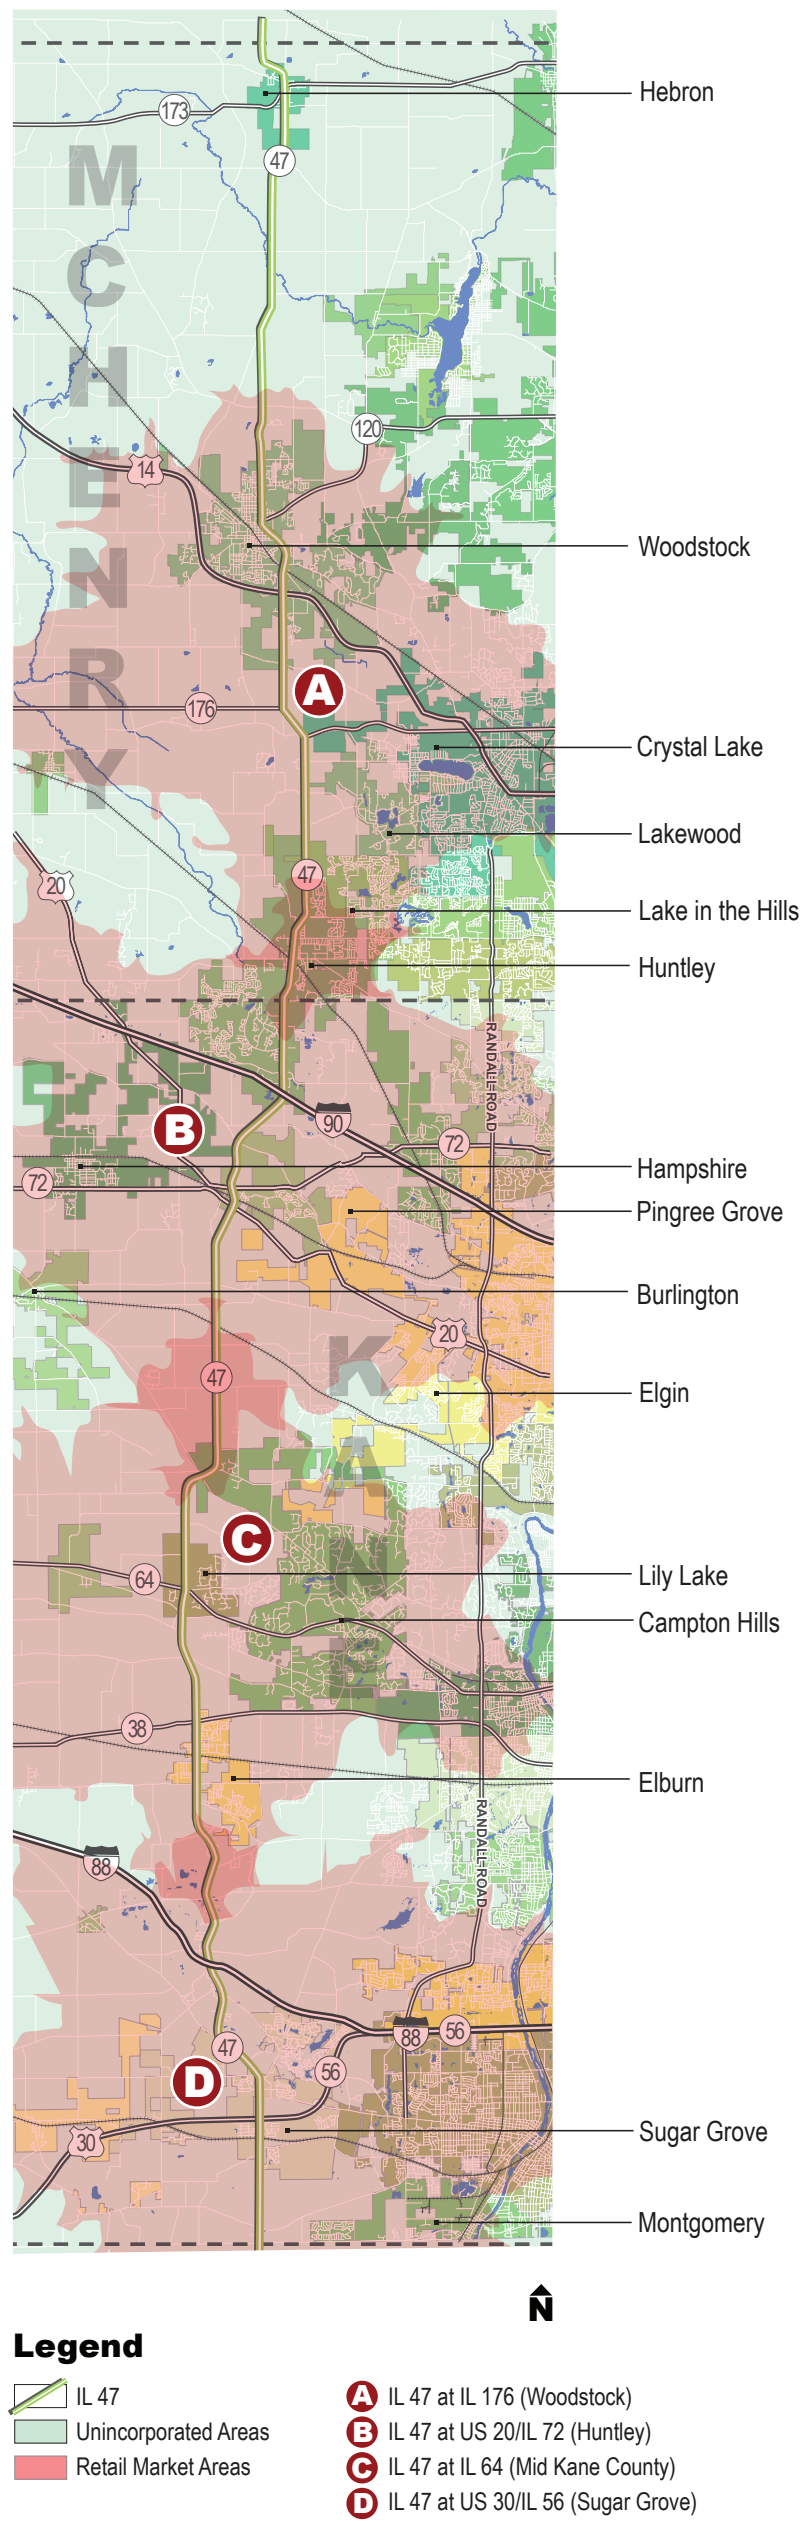 Hebron
173
47
M
C
H
E
N
R
Y
120
14
Woodstock
A
176
Crystal Lake
Lakewood
47
20
Lake in the Hills
Huntley
RANDALL ROAD
B
90
72
Hampshire
72
Pingree Grove
Burlington
20
K
47
Elgin
A
C
N
64
Lily Lake
Campton Hills
E
38
Elburn
RANDALL ROAD
88
88
56
47
D
56
30
Sugar Grove
Montgomery
N
Legend
IL 47
Unincorporated Areas
Retail Market Areas
A IL 47 at IL 176 (Woodstock)
B IL 47 at US 20/IL 72 (Huntley)
C IL 47 at IL 64 (Mid Kane County)
D IL 47 at US 30/IL 56 (Sugar Grove)